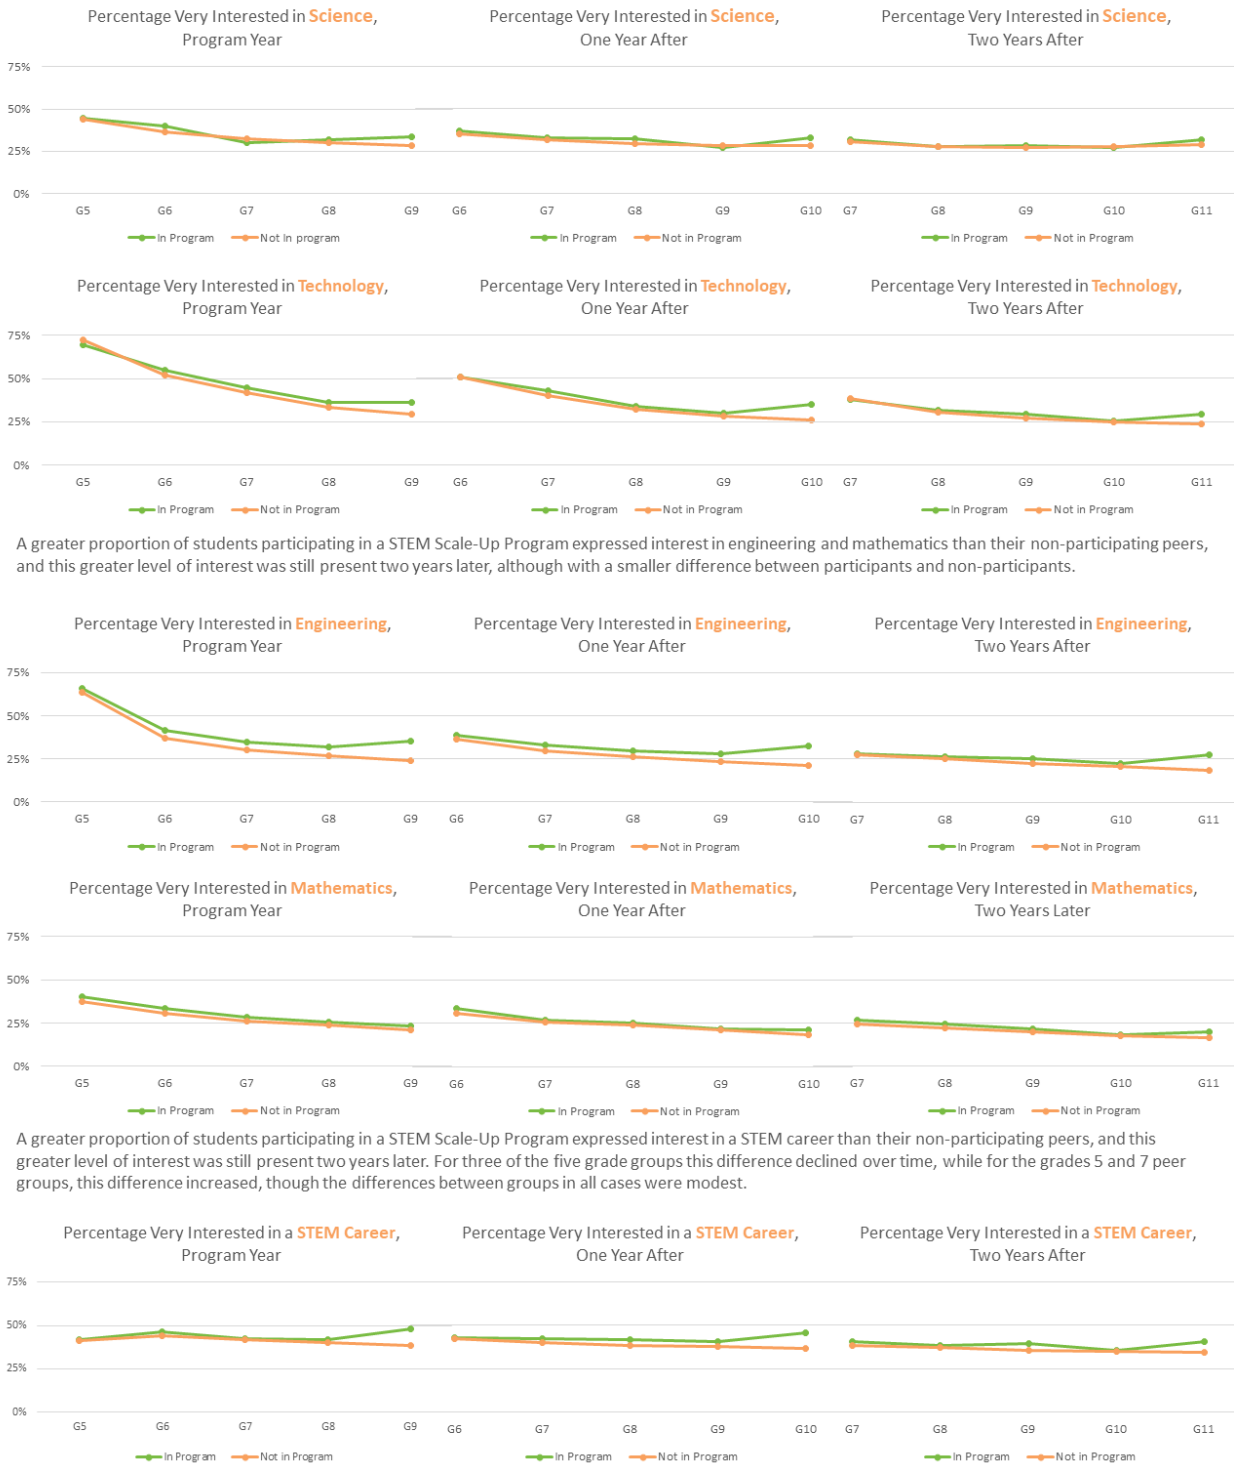 Percentage Very Interested in Science,
Program Year
Percentage Very Interested in Science,
One Year After
Percentage Very Interested in Science,
Two Years After
75%
50%
25%
0%
G5 G6 G7 G8 G9
G6 G7 G8 G9 G10
G7 G8 G9 G10 G11
In Program Not In program
In Program Not in Program
In Program Not in Program
Percentage Very Interested in Technology,
Program Year
Percentage Very Interested in Technology,
One Year After
Percentage Very Interested in Technology,
Two Years After
75%
50%
25%
0%
G5 G6 G7 G8 G9
G6 G7 G8 G9 G10
G7 G8 G9 G10 G11
In Program Not in Program
In Program Not in Program
In Program Not in Program
A greater proportion of students participating in a STEM Scale-Up Program expressed interest in engineering and mathematics than their non-participating peers,
and this greater level of interest was still present two years later, although with a smaller difference between participants and non-participants.
Percentage Very Interested in Engineering,
Program Year
Percentage Very Interested in Engineering,
One Year After
Percentage Very Interested in Engineering,
Two Years After
75%
50%
25%
0%
G5 G6 G7 G8 G9
G6 G7 G8 G9 G10
G7 G8 G9 G10 G11
In Program Not in Program
In Program Not in Program
In Program Not in Program
Percentage Very Interested in Mathematics,
Program Year
Percentage Very Interested in Mathematics,
One Year After
Percentage Very Interested in Mathematics,
Two Years Later
75%
50%
25%
0%
G5 G6 G7 G8 G9
G6 G7 G8 G9 G10
G7 G8 G9 G10 G11
In Program Not in Program
In Program Not in Program
In Program Not in Program
A greater proportion of students participating in a STEM Scale-Up Program expressed interest in a STEM career than their non-participating peers, and this
greater level of interest was still present two years later. For three of the five grade groups this difference declined over time, while for the grades 5 and 7 peer
groups, this difference increased, though the differences between groups in all cases were modest.
Percentage Very Interested in a STEM Career,
Program Year
Percentage Very Interested in a STEM Career,
One Year After
Percentage Very Interested in a STEM Career,
Two Years After
75%
50%
25%
0%
G5 G6 G7 G8 G9
G6 G7 G8 G9 G10
G7 G8 G9 G10 G11
In Program Not in Program
In Program Not in Program
In Program Not in Program